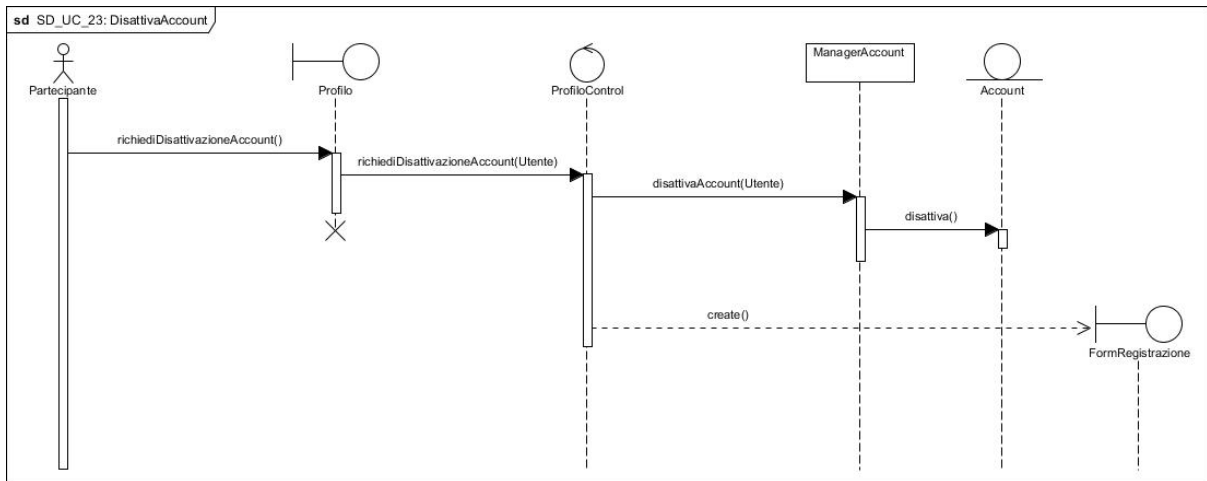 sd SD_UC_23: DisattivaAccount
ManagerAccount
Partecipante
Profilo
ProfiloControl
Account
richiediDisattivazioneAccount()
richiediDisattivazioneAccount(Utente)
disattivaAccount(Utente)
disattiva()
create()
FormRegistrazione